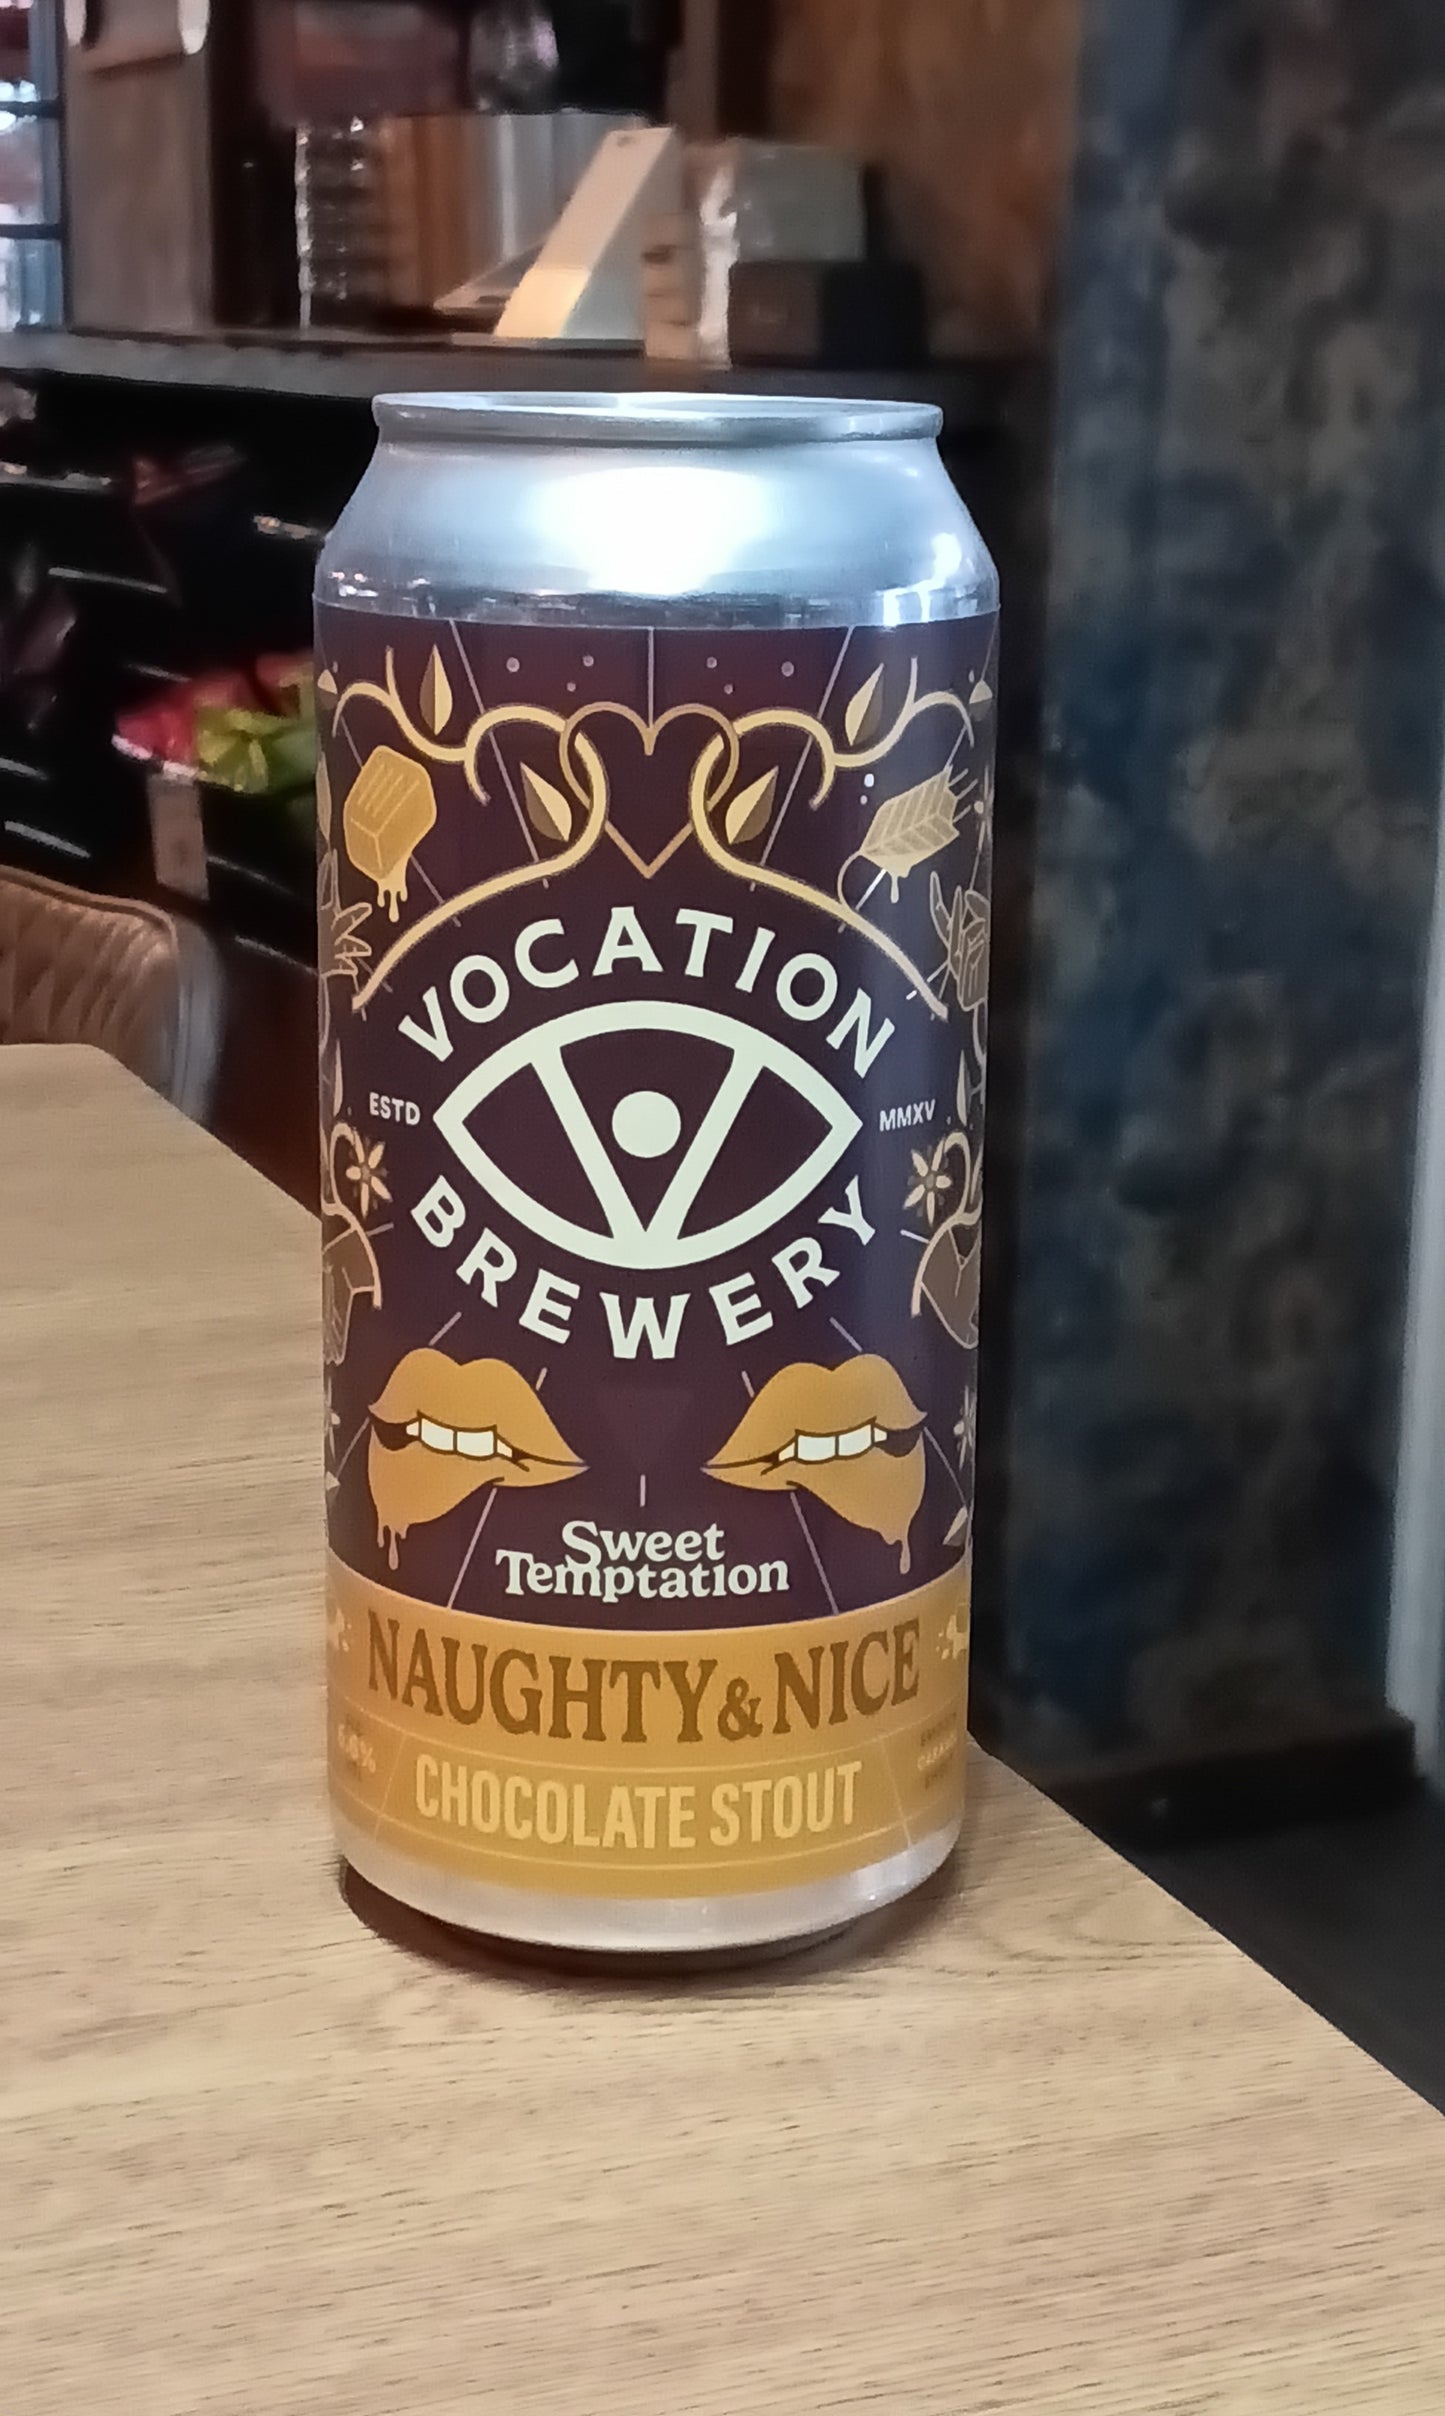 VOCATION
ESTD
MMXV
BREWERY
Sweet
Temptation
NAUGHTY & NICE
CHOCOLATE STOUT